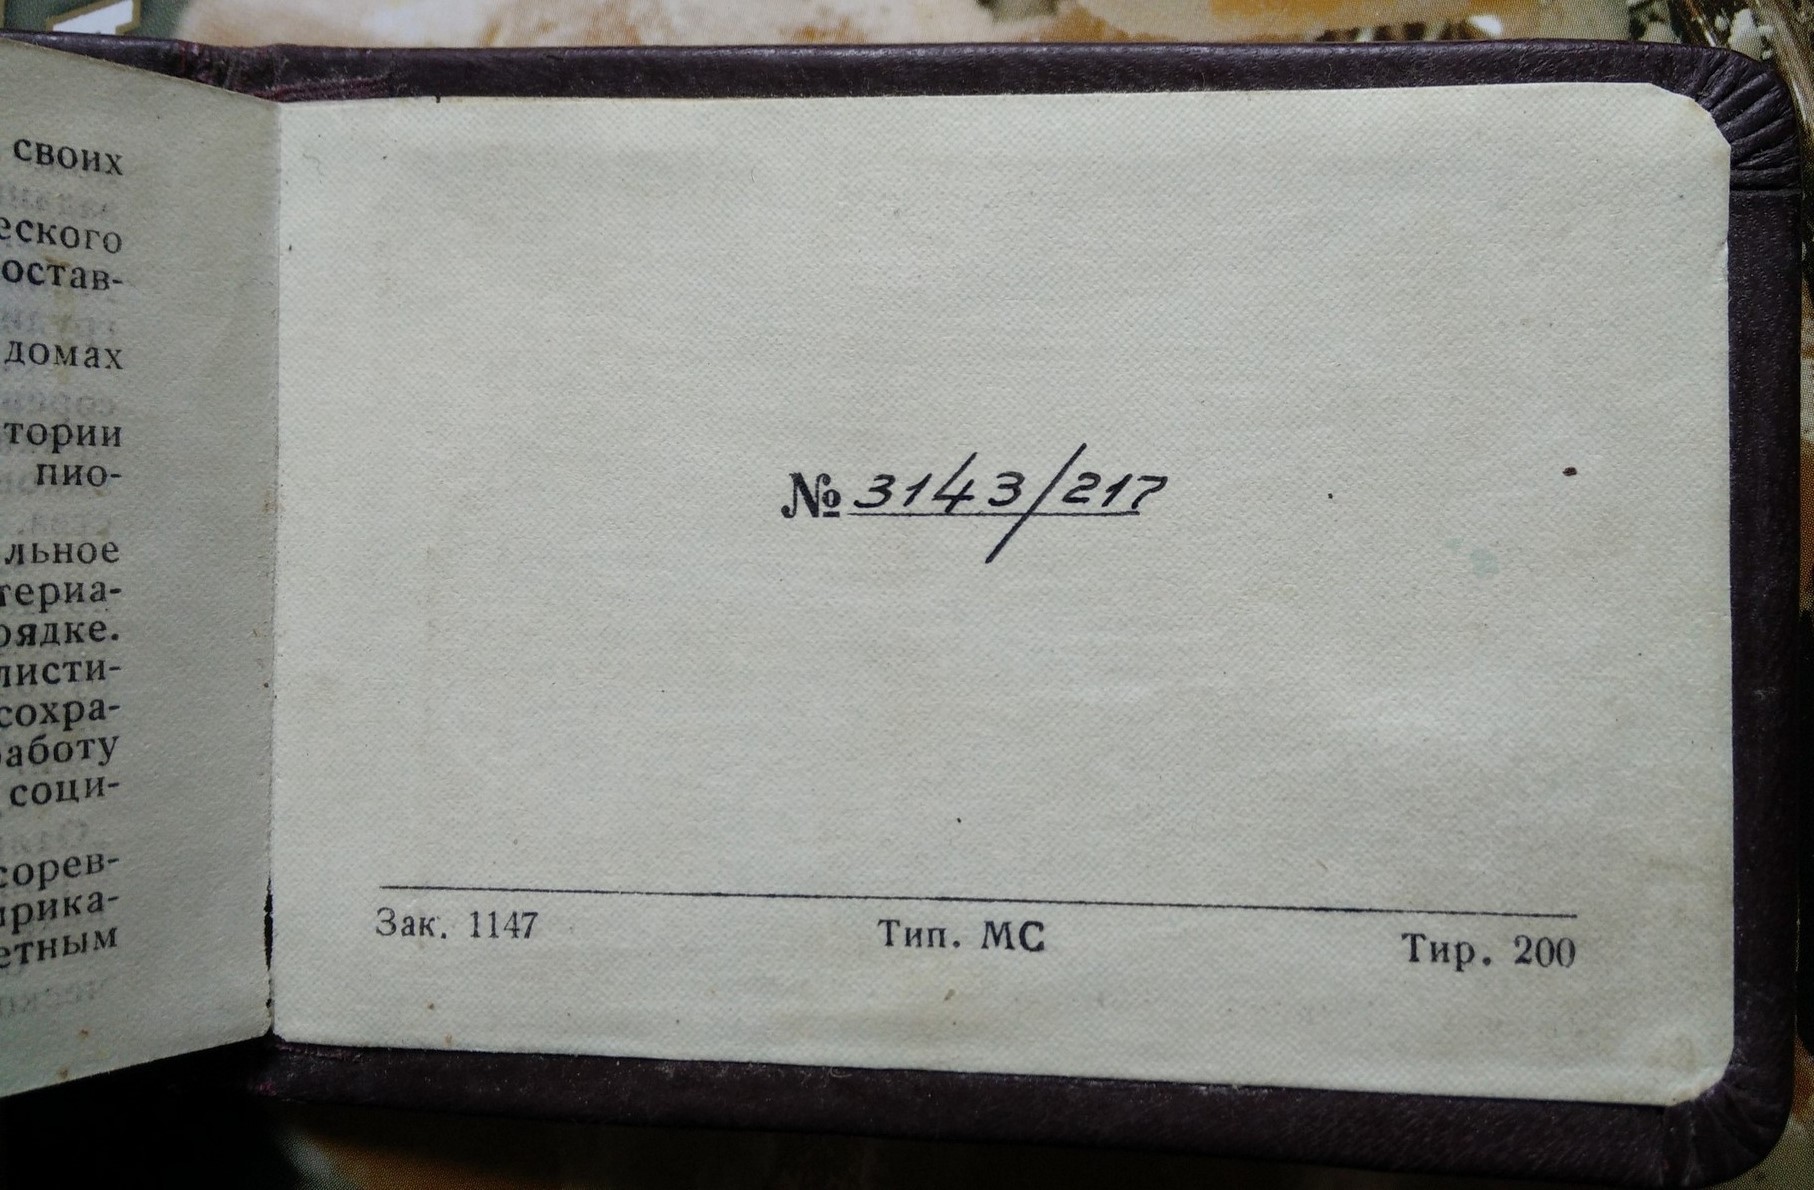 своих
еского
остав-
домах
тории
пио-
льное
териа-
рядке.
листи-
сохра-
работу
соци-
сорев-
прика-
етным
№ 3143/217
Зак. 1147 Тип. МС Тир. 200